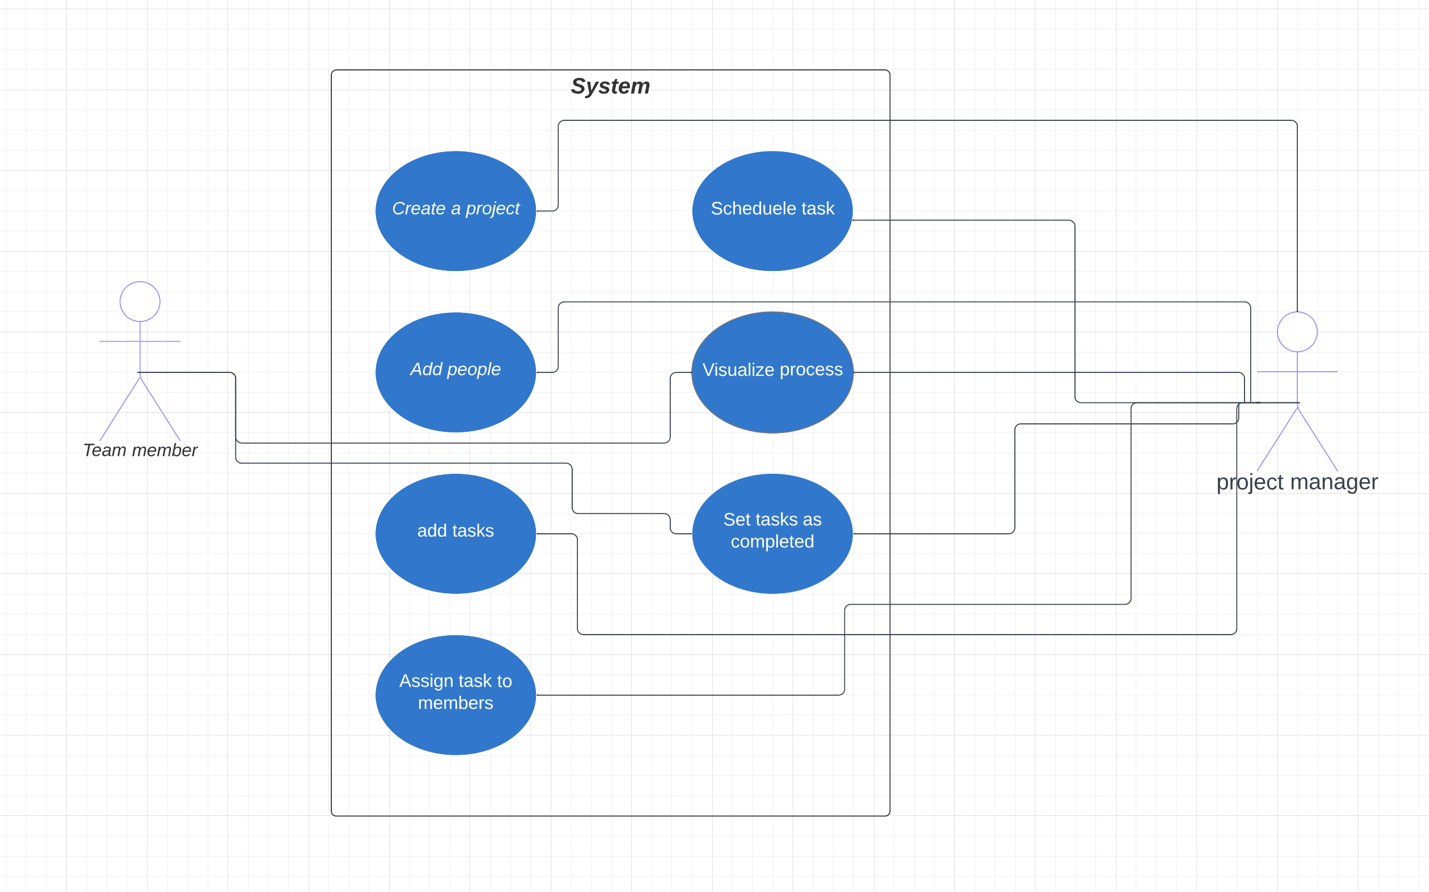 System
Create a project
Scheduele task
Add people
Visualize process
Team member
project manager
add tasks
Set tasks as
completed
Assign task to
members